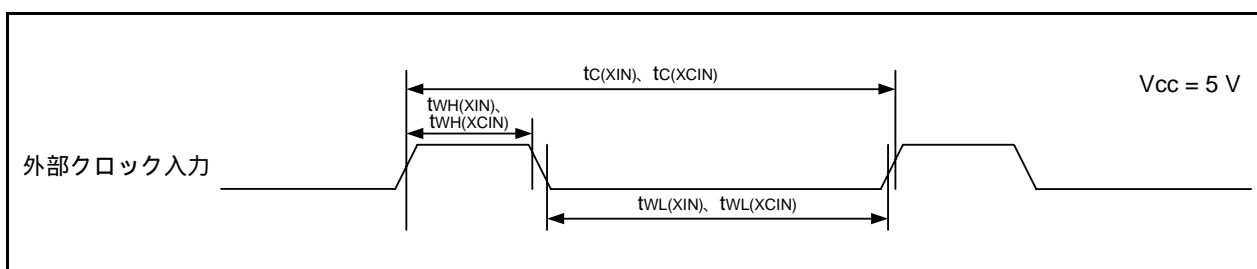 tC(XIN)、tC(XCIN)
Vcc = 5 V
tWH(XIN)、
tWH(XCIN)
外部クロック入力
tWL(XIN)、tWL(XCIN)